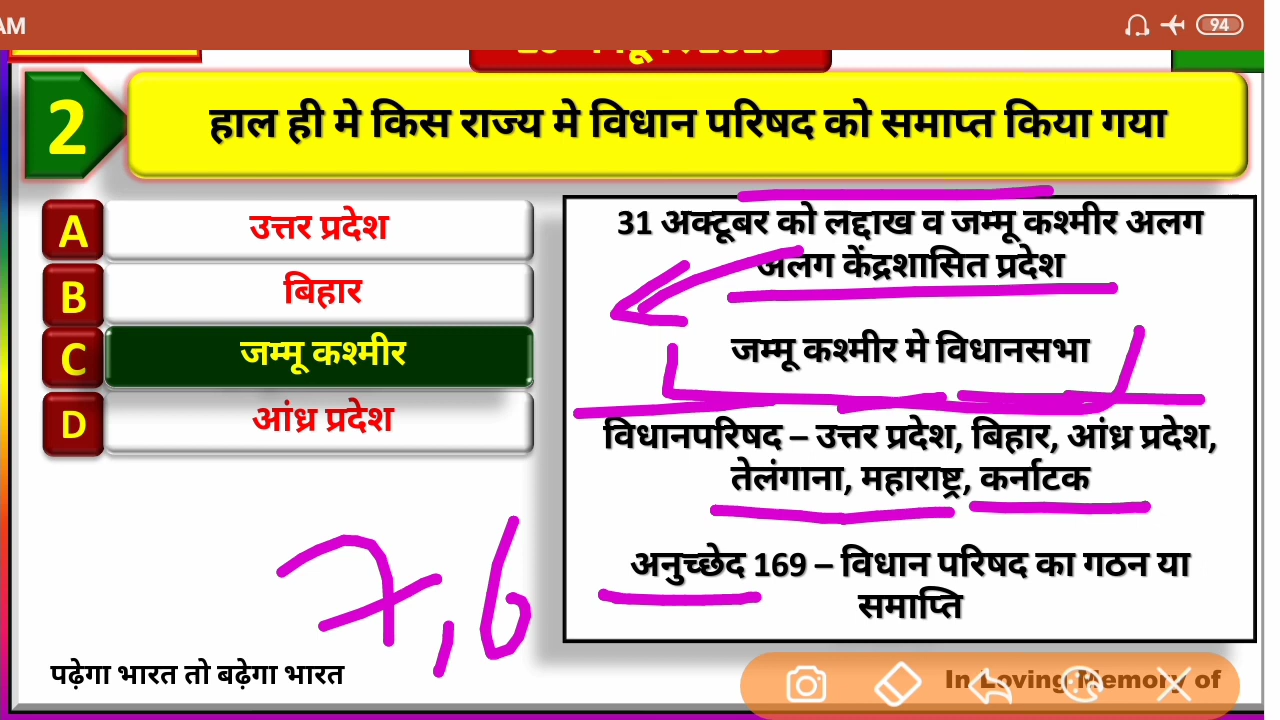 AM
94
2
हाल ही मे किस राज्य मे विधान परिषद को समाप्त किया गया
A उत्तर प्रदेश
B बिहार
C जम्मू कश्मीर
D आंध्र प्रदेश
31 अक्टूबर को लद्दाख व जम्मू कश्मीर अलग
अलग केंद्रशासित प्रदेश
जम्मू कश्मीर मे विधानसभा
विधानपरिषद – उत्तर प्रदेश, बिहार, आंध्र प्रदेश,
तेलंगाना, महाराष्ट्र, कर्नाटक
अनुच्छेद 169 – विधान परिषद का गठन या
समाप्ति
7,6
पढ़ेगा भारत तो बढ़ेगा भारत
In Loving Memory of